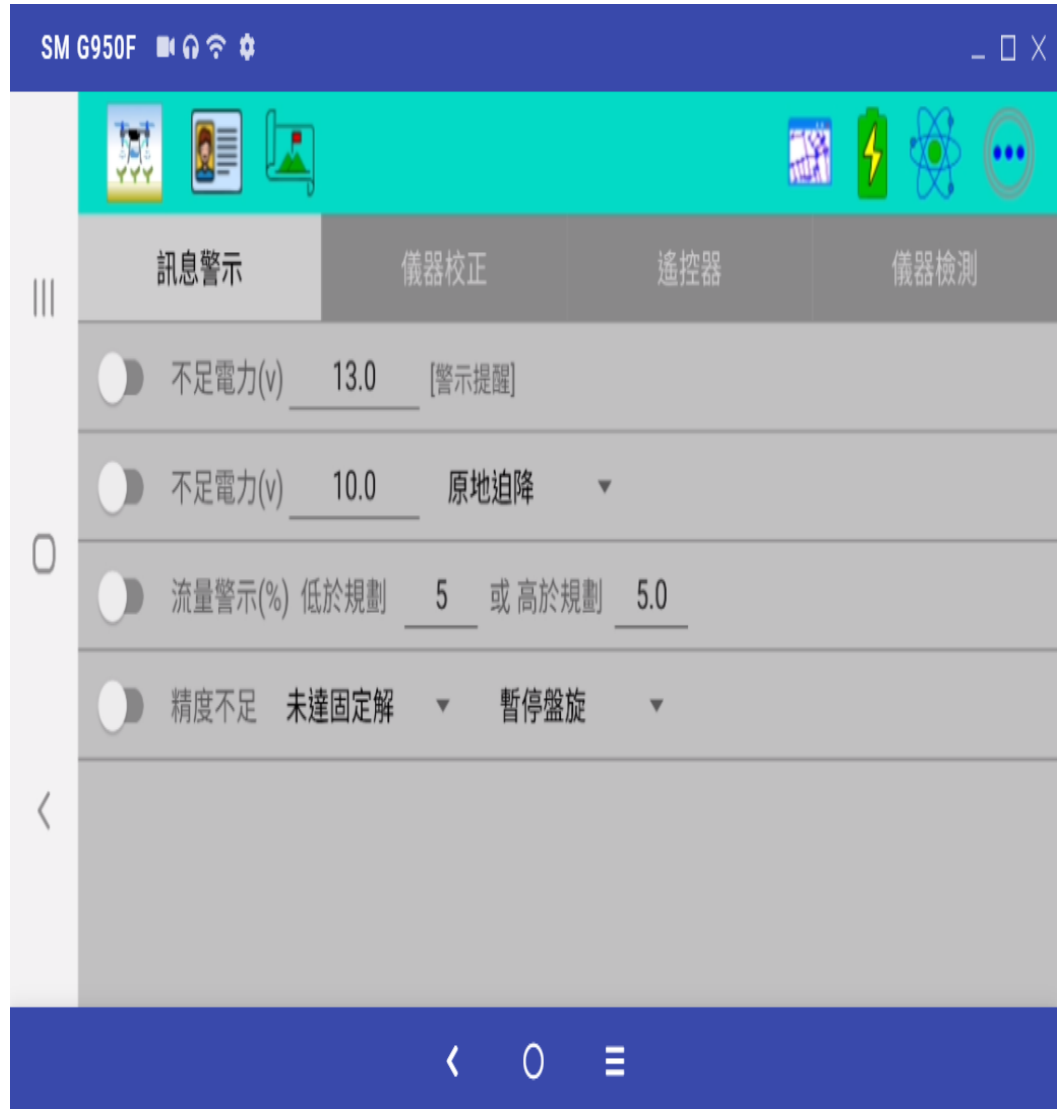 SM G950F
訊息警示 儀器校正 遙控器 儀器檢測
不足電力(v) 13.0 [警示提醒]
不足電力(v) 10.0 原地迫降
流量警示(%) 低於規劃 5 或 高於規劃 5.0
精度不足 未達固定解 暫停盤旋